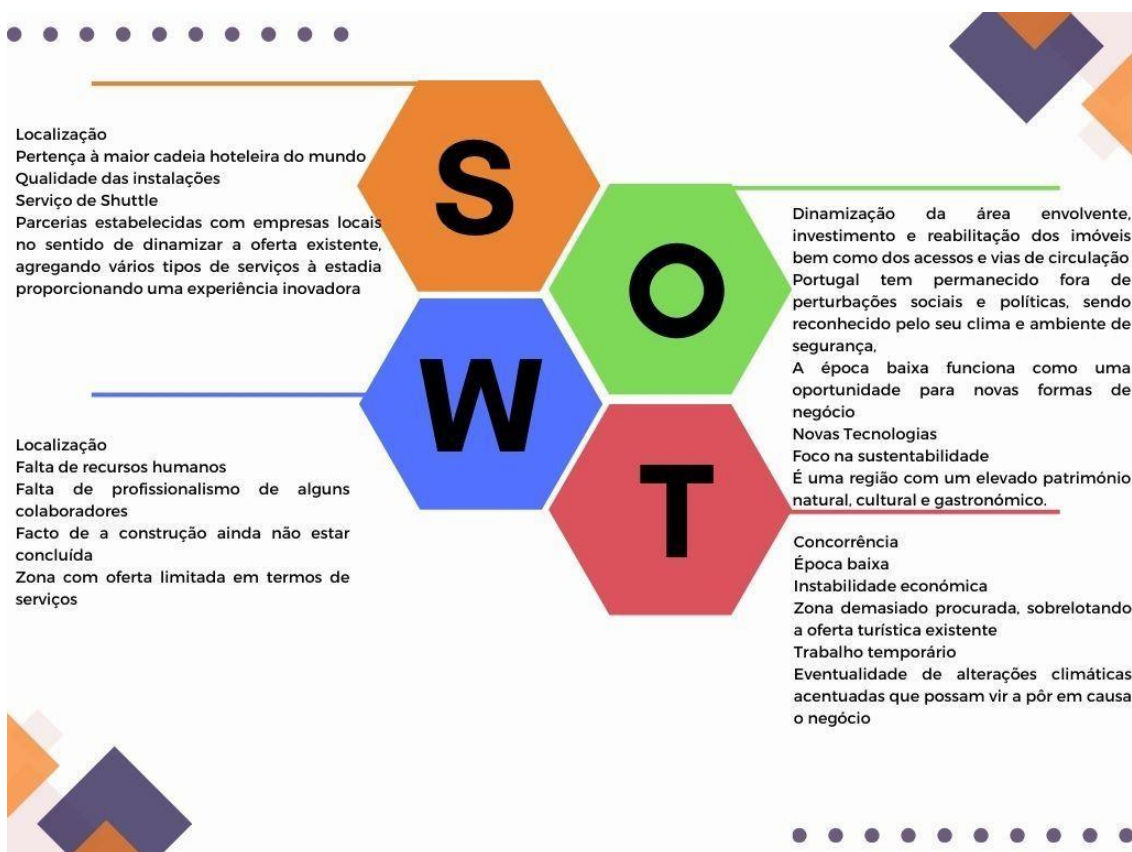 S
Localização
Pertença à maior cadeia hoteleira do mundo
Qualidade das instalações
Serviço de Shuttle
Parcerias estabelecidas com empresas locais
no sentido de dinamizar a oferta existente,
agregando vários tipos de serviços à estadia
proporcionando uma experiência inovadora
O
Dinamização da área envolvente,
investimento e reabilitação dos imóveis
bem como dos acessos e vias de circulação
Portugal tem permanecido fora de
perturbações sociais e políticas, sendo
reconhecido pelo seu clima e ambiente de
segurança,
A época baixa funciona como uma
oportunidade para novas formas de
negócio
Novas Tecnologias
Foco na sustentabilidade
É uma região com um elevado património
natural, cultural e gastronómico.
W
Localização
Falta de recursos humanos
Falta de profissionalismo de alguns
colaboradores
Facto de a construção ainda não estar
concluída
Zona com oferta limitada em termos de
serviços
T
Concorrência
Época baixa
Instabilidade económica
Zona demasiado procurada, sobrelotando
a oferta turística existente
Trabalho temporário
Eventualidade de alterações climáticas
acentuadas que possam vir a pôr em causa
o negócio